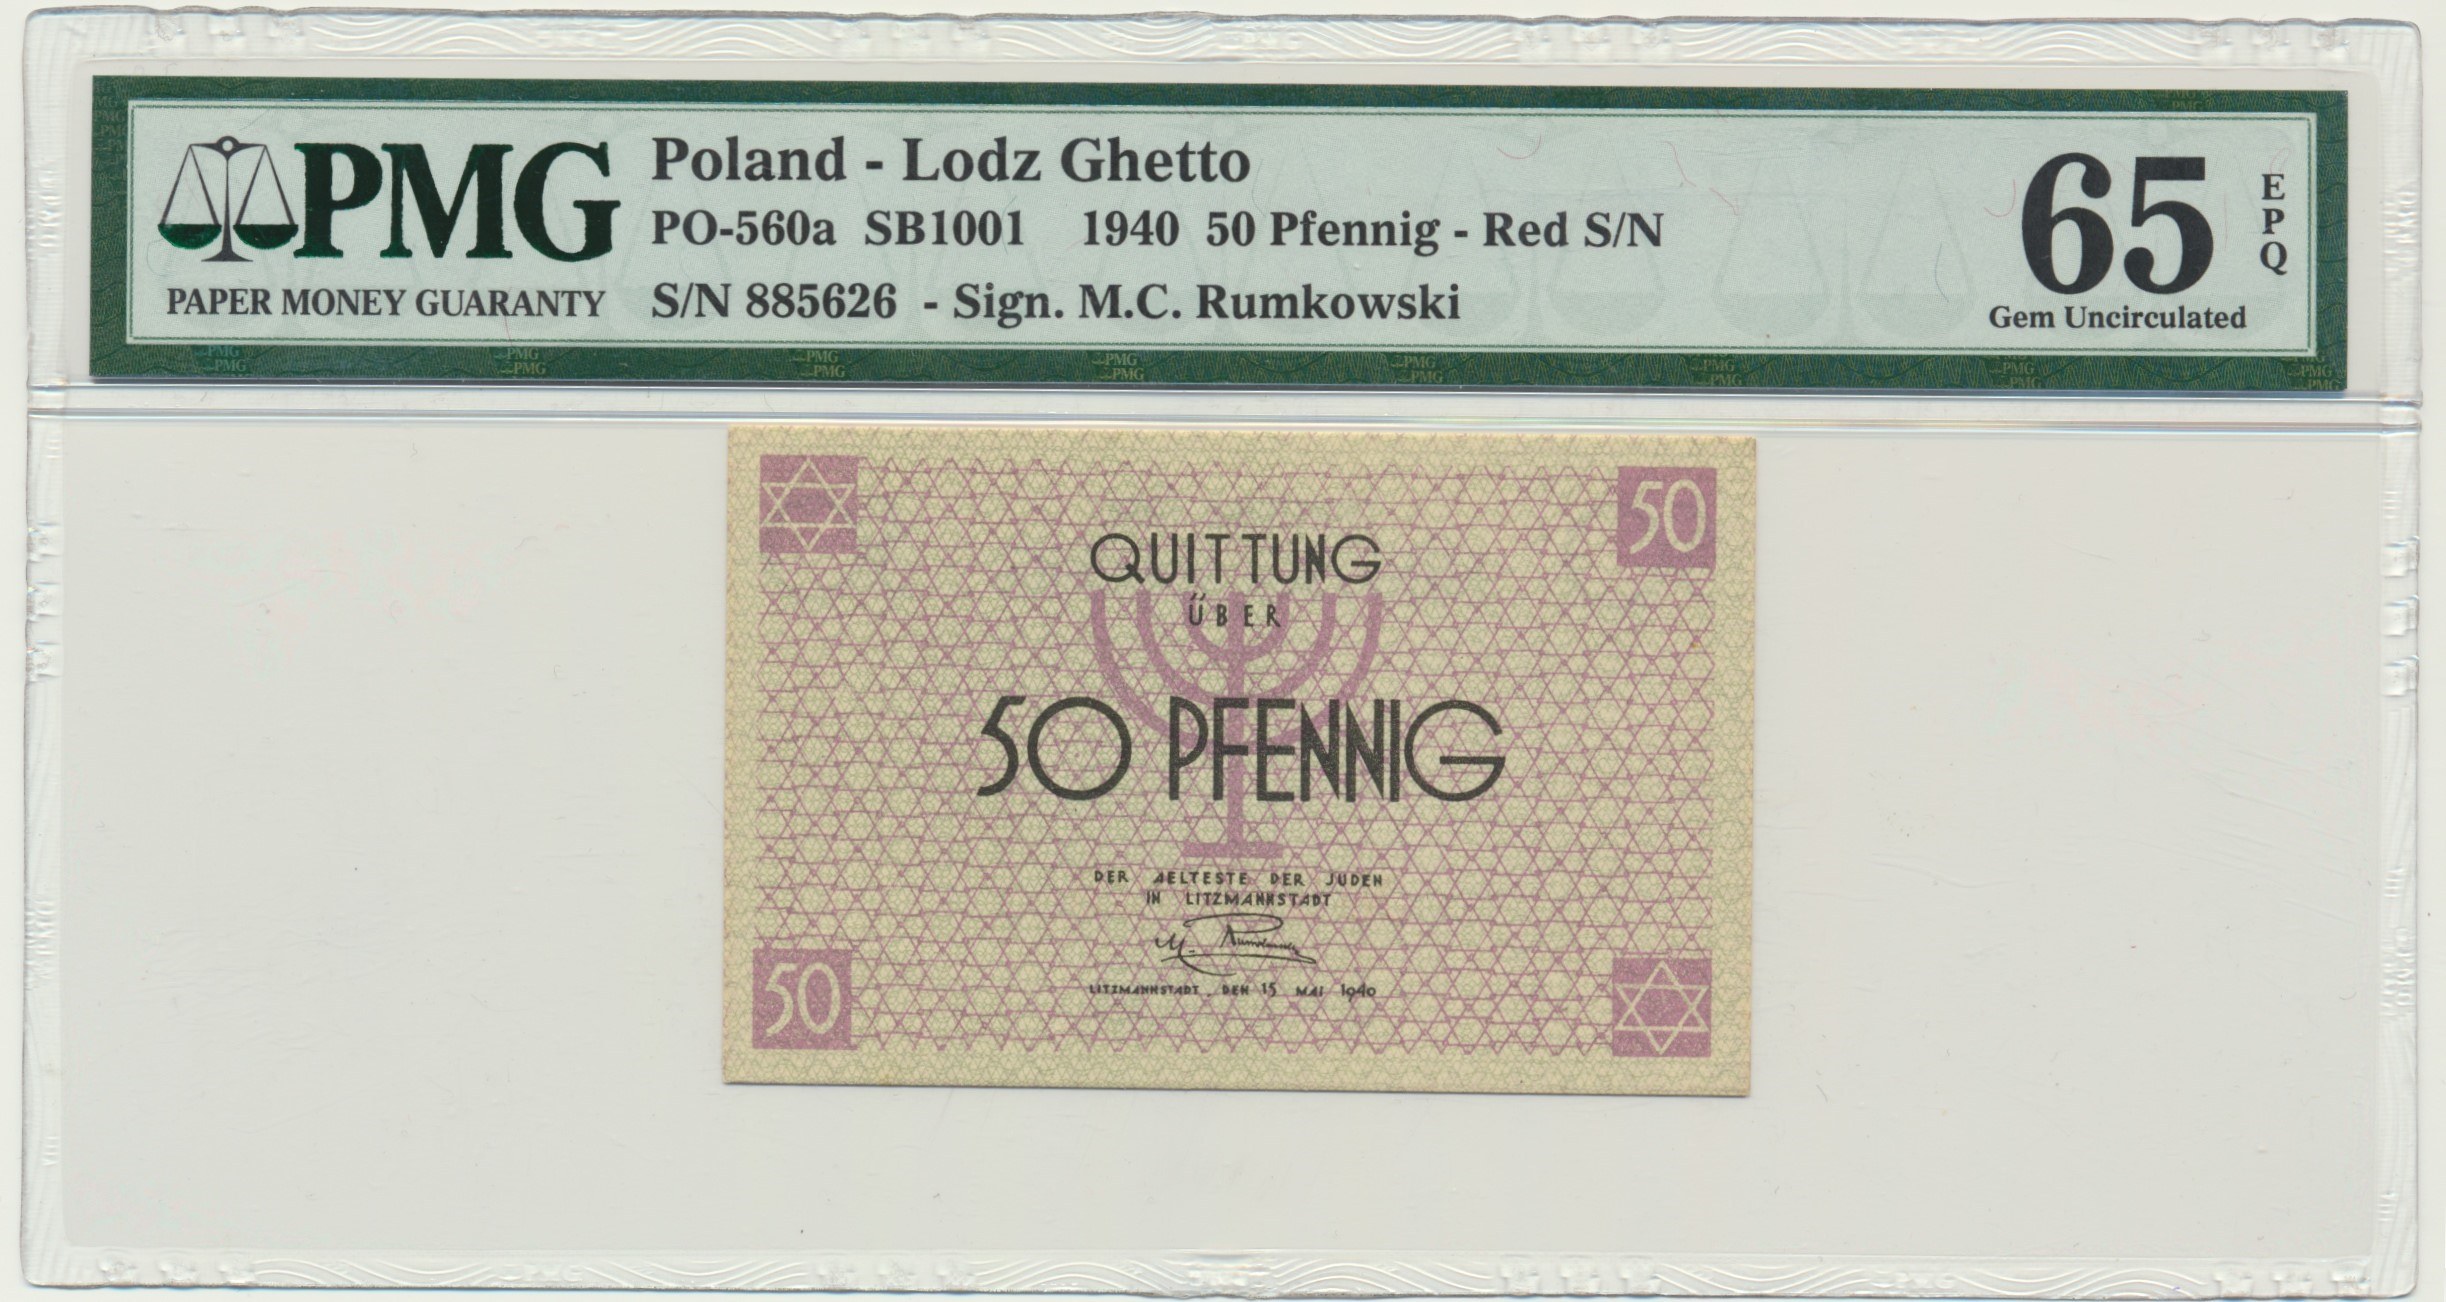 PMG
PAPER MONEY GUARANTY
Poland - Lodz Ghetto
PO-560a SB1001 1940 50 Pfennig - Red S/N
S/N 885626 - Sign. M.C. Rumkowski
65
EPQ
Gem Uncirculated
50
QUITTUNG
ÜBER
50 PFENNIG
DER AELTESTE DER JUDEN
IN LITZMANNSTADT
M. Rumkowski
50
LITZMANNSTADT, DEN 15 MAI 1940